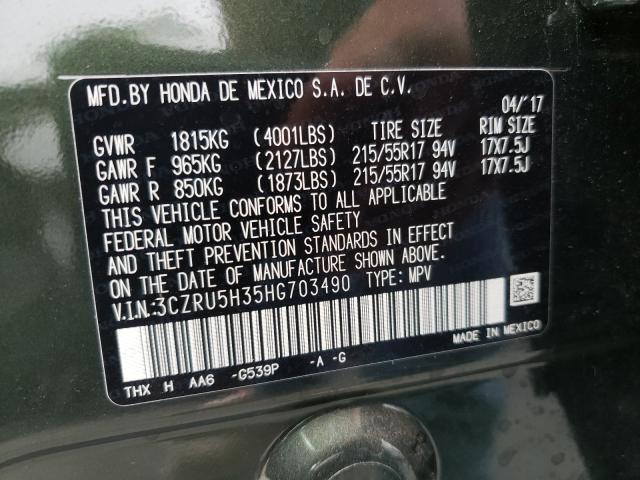 MFD.BY HONDA DE MEXICO S.A. DE C.V.
04/'17
GVWR 1815KG (4001LBS) TIRE SIZE RIM SIZE
GAWR F 965KG (2127LBS) 215/55R17 94V 17X7.5J
GAWR R 850KG (1873LBS) 215/55R17 94V 17X7.5J
THIS VEHICLE CONFORMS TO ALL APPLICABLE
FEDERAL MOTOR VEHICLE SAFETY
AND THEFT PREVENTION STANDARDS IN EFFECT
ON THE DATE OF MANUFACTURE SHOWN ABOVE.
V.I.N.:3CZRU5H35HG703490 TYPE: MPV
MADE IN MEXICO
THX H AA6 -G539P -A -G